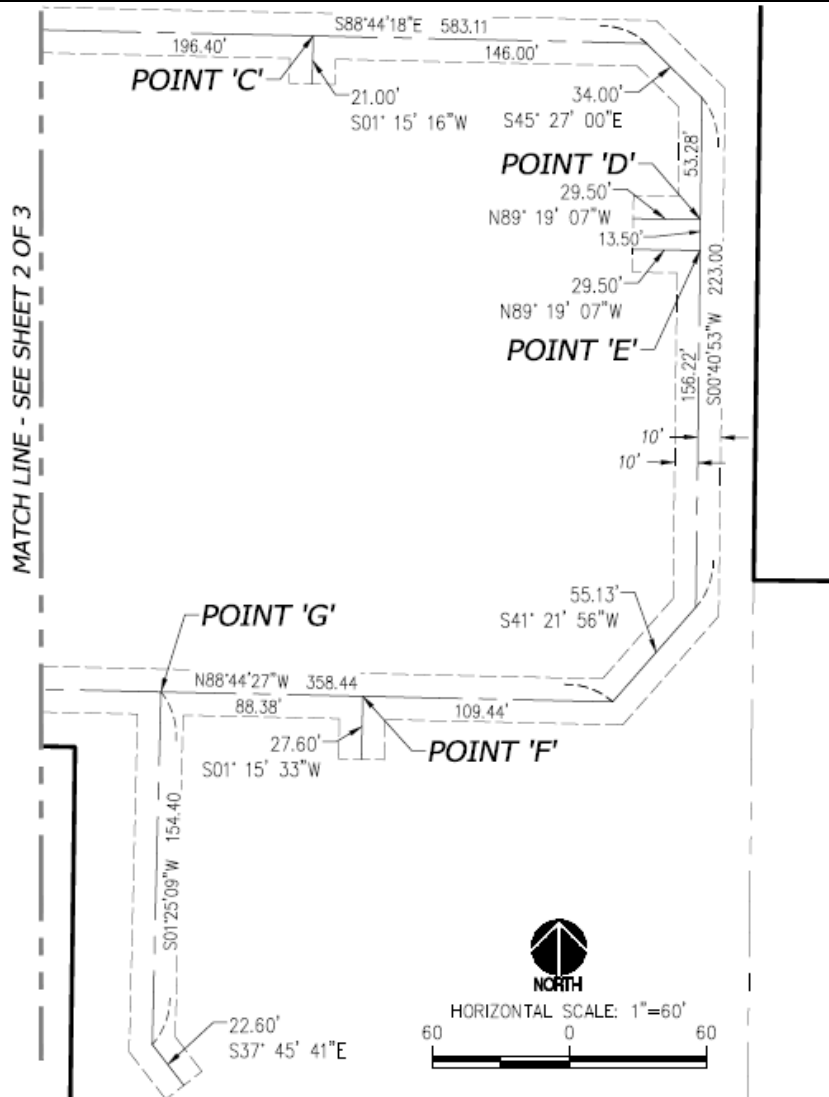 S88°44'18"E 583.11
196.40'
146.00'
POINT 'C'
21.00'
S01° 15' 16"W
34.00'
S45° 27' 00"E
53.28'
POINT 'D'
29.50'
N89° 19' 07"W
13.50'
29.50'
N89° 19' 07"W
POINT 'E'
S00°40'53"W 223.00
156.22'
10'
10'
MATCH LINE - SEE SHEET 2 OF 3
55.13'
S41° 21' 56"W
POINT 'G'
N88°44'27"W 358.44
88.38'
109.44'
27.60'
S01° 15' 33"W
POINT 'F'
S01°25'09"W 154.40
22.60'
S37° 45' 41"E
NORTH
HORIZONTAL SCALE: 1"=60'
60 0 60